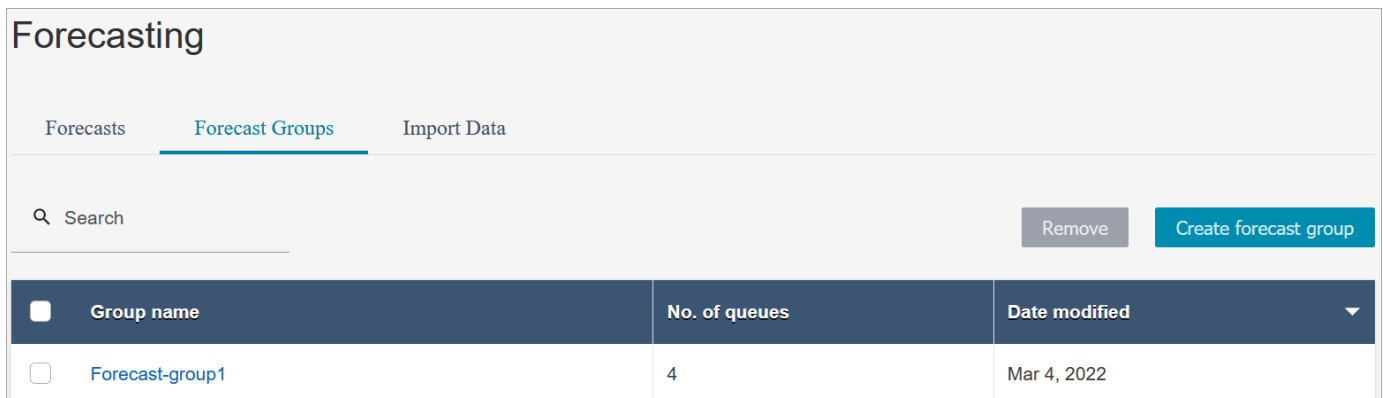 Forecasting
Forecasts Forecast Groups Import Data
Search Remove Create forecast group
Group name No. of queues Date modified
Forecast-group1 4 Mar 4, 2022